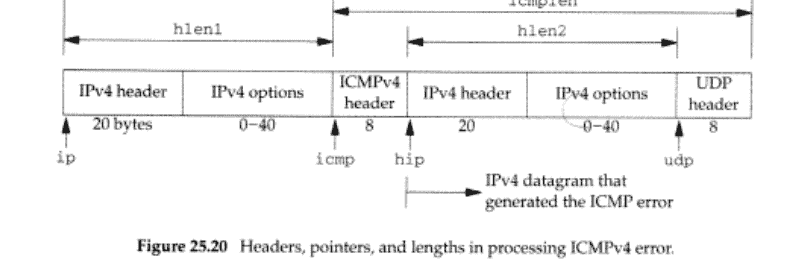 icmplen
hlen1
hlen2
IPv4 header
IPv4 options
ICMPv4
header
IPv4 header
IPv4 options
UDP
header
20 bytes
0–40
8
20
0–40
8
ip
icmp
hip
udp
IPv4 datagram that
generated the ICMP error
Figure 25.20 Headers, pointers, and lengths in processing ICMPv4 error.